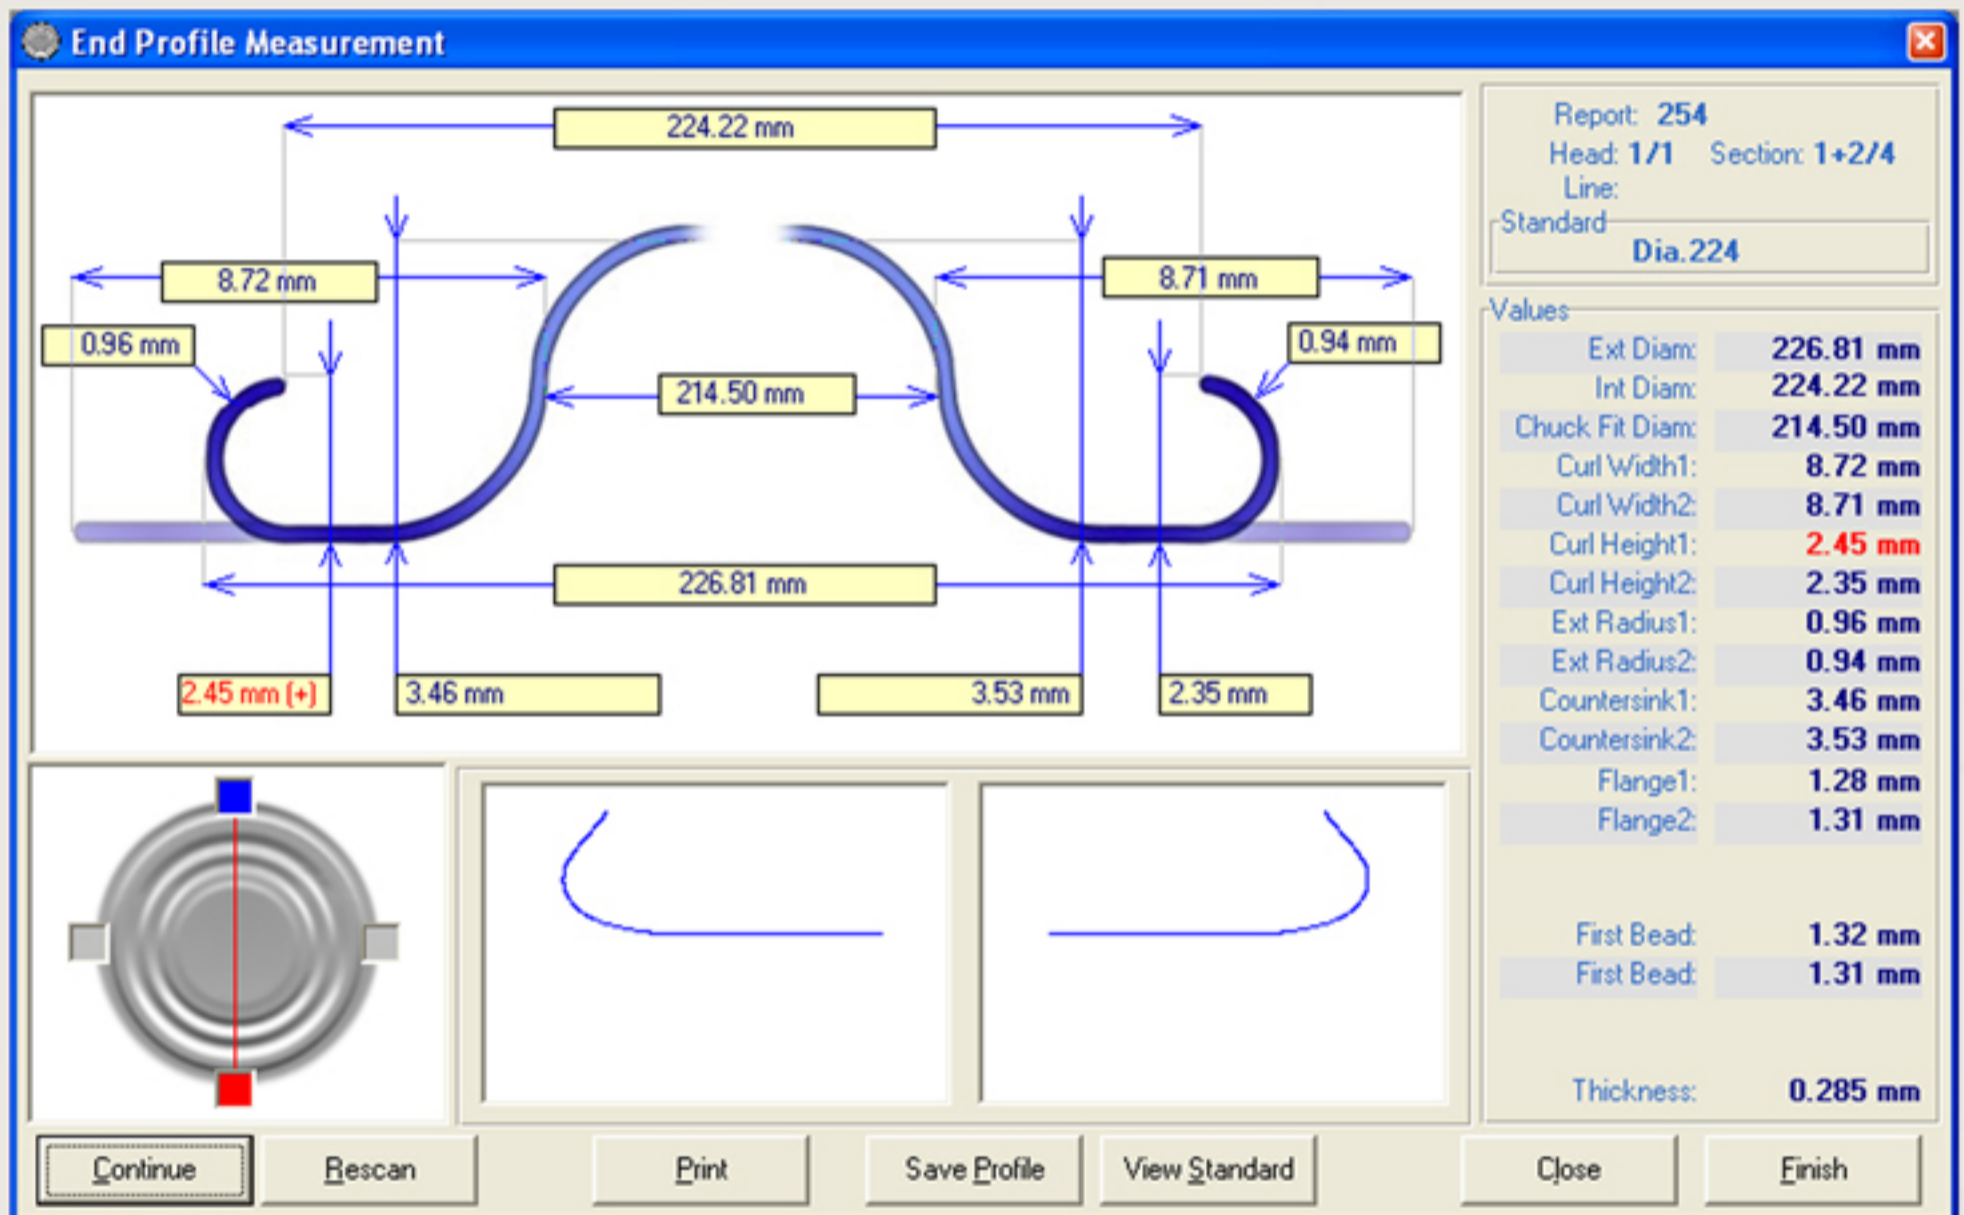 End Profile Measurement
224.22 mm
8.72 mm
8.71 mm
0.96 mm
0.94 mm
214.50 mm
226.81 mm
2.45 mm (+)
3.46 mm
3.53 mm
2.35 mm
Report: 254
Head: 1/1 Section: 1+2/4
Line:
Standard
Dia.224
Values
Ext Diam: 226.81 mm
Int Diam: 224.22 mm
Chuck Fit Diam: 214.50 mm
Curl Width1: 8.72 mm
Curl Width2: 8.71 mm
Curl Height1: 2.45 mm
Curl Height2: 2.35 mm
Ext Radius1: 0.96 mm
Ext Radius2: 0.94 mm
Countersink1: 3.46 mm
Countersink2: 3.53 mm
Flange1: 1.28 mm
Flange2: 1.31 mm
First Bead: 1.32 mm
First Bead: 1.31 mm
Thickness: 0.285 mm
Continue
Rescan
Print
Save Profile
View Standard
Close
Finish